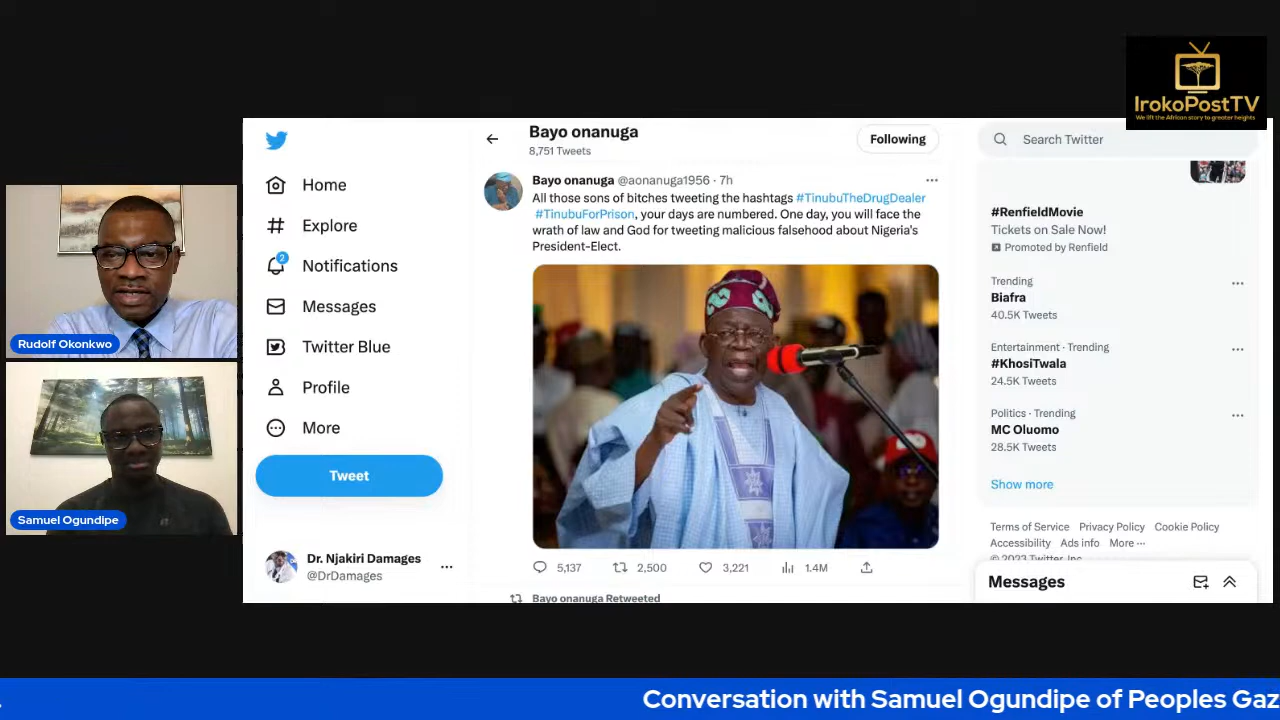 IrokoPostTV
We lift the African story to greater heights
Rudolf Okonkwo
Samuel Ogundipe
Home
Explore
2
Notifications
Messages
Twitter Blue
Profile
More
Tweet
Dr. Njakiri Damages
@DrDamages
Bayo onanuga
8,751 Tweets
Following
Bayo onanuga @aonanuga1956 · 7h
All those sons of bitches tweeting the hashtags #TinubuTheDrugDealer
#TinubuForPrison, your days are numbered. One day, you will face the
wrath of law and God for tweeting malicious falsehood about Nigeria's
President-Elect.
5,137 2,500 3,221 1.4M
Bayo onanuga Retweeted
Search Twitter
#RenfieldMovie
Tickets on Sale Now!
Promoted by Renfield
Trending
Biafra
40.5K Tweets
Entertainment · Trending
#KhosiTwala
24.5K Tweets
Politics · Trending
MC Oluomo
28.5K Tweets
Show more
Terms of Service Privacy Policy Cookie Policy
Accessibility Ads info More ···
© 2023 Twitter, Inc.
Messages
Conversation with Samuel Ogundipe of Peoples Gaz